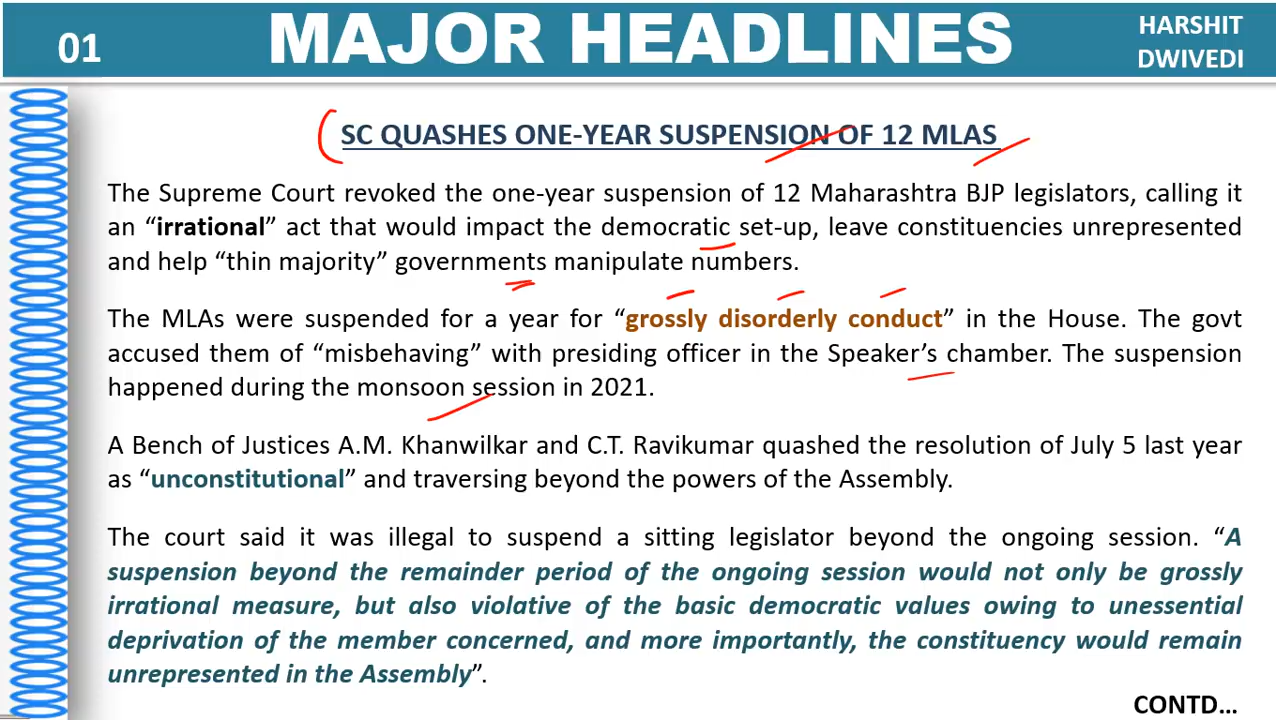 01
MAJOR HEADLINES
HARSHIT
DWIVEDI
SC QUASHES ONE-YEAR SUSPENSION OF 12 MLAS
The Supreme Court revoked the one-year suspension of 12 Maharashtra BJP legislators, calling it
an “irrational” act that would impact the democratic set-up, leave constituencies unrepresented
and help “thin majority” governments manipulate numbers.
The MLAs were suspended for a year for “grossly disorderly conduct” in the House. The govt
accused them of “misbehaving” with presiding officer in the Speaker’s chamber. The suspension
happened during the monsoon session in 2021.
A Bench of Justices A.M. Khanwilkar and C.T. Ravikumar quashed the resolution of July 5 last year
as “unconstitutional” and traversing beyond the powers of the Assembly.
The court said it was illegal to suspend a sitting legislator beyond the ongoing session. “A
suspension beyond the remainder period of the ongoing session would not only be grossly
irrational measure, but also violative of the basic democratic values owing to unessential
deprivation of the member concerned, and more importantly, the constituency would remain
unrepresented in the Assembly”.
CONTD…